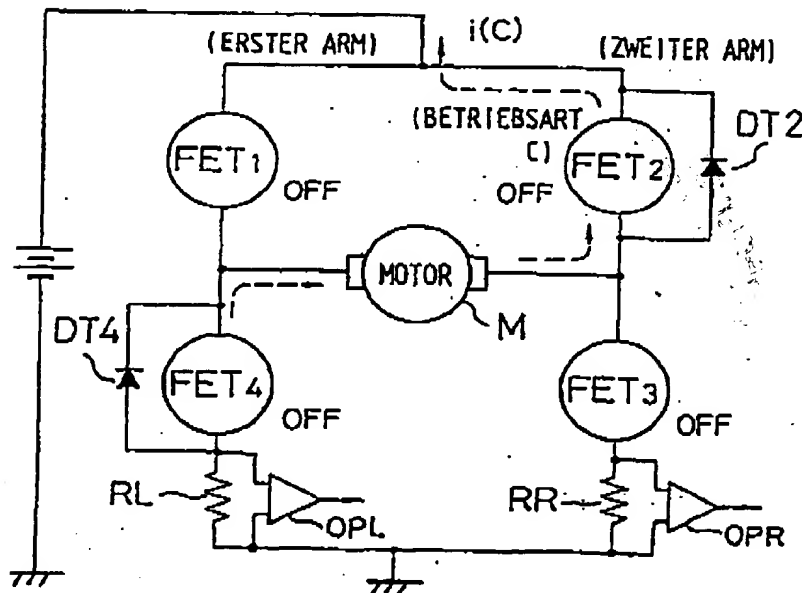 i(C)
(ERSTER ARM)
(ZWEITER ARM)
(BETRIEBSART
C)
DT2
FET1
OFF
FET2
OFF
MOTOR
M
DT4
FET4
OFF
FET3
OFF
RL
OPL
RR
OPR